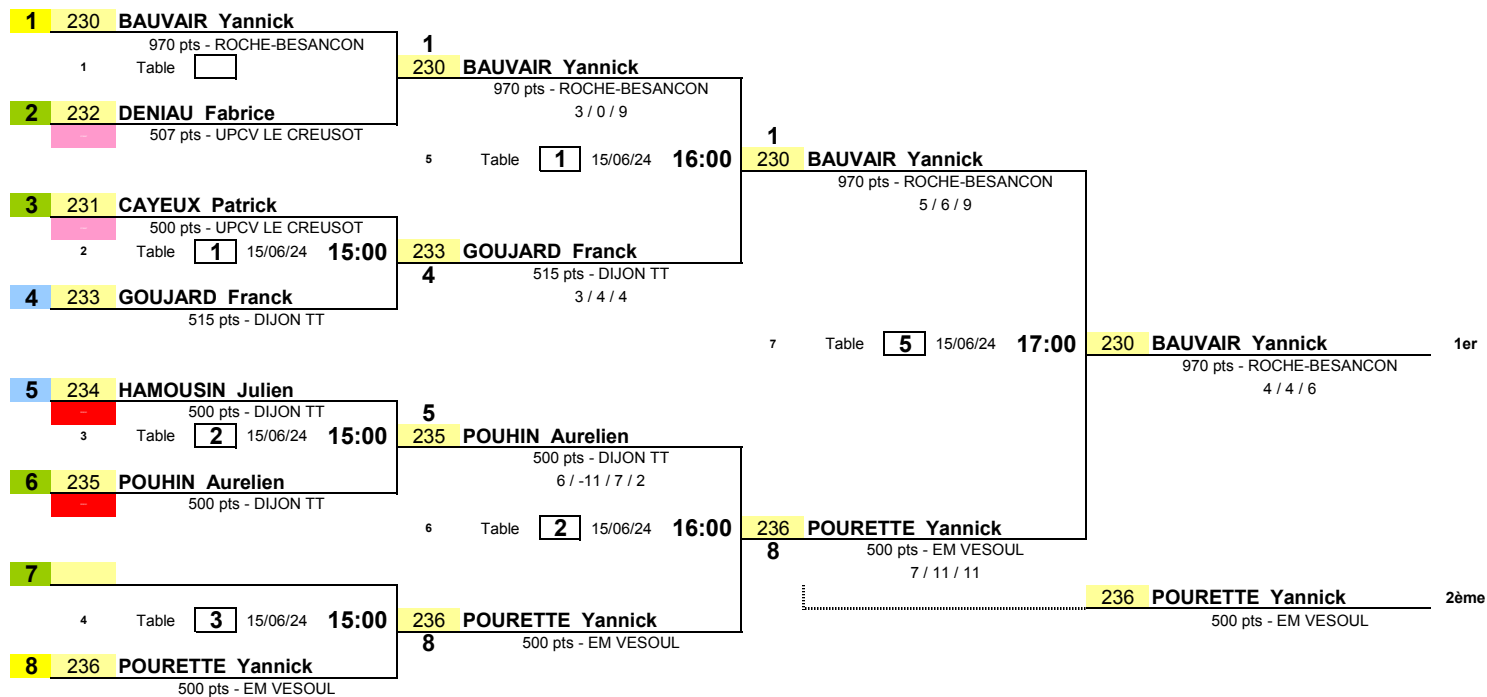 1 230 BAUVAIR Yannick
970 pts - ROCHE-BESANCON
1 Table
2 232 DENIAU Fabrice
– 507 pts - UPCV LE CREUSOT
3 231 CAYEUX Patrick
– 500 pts - UPCV LE CREUSOT
2 Table 1 15/06/24 15:00
4 233 GOUJARD Franck
515 pts - DIJON TT
5 234 HAMOUSIN Julien
– 500 pts - DIJON TT
3 Table 2 15/06/24 15:00
6 235 POUHIN Aurelien
– 500 pts - DIJON TT
7
4 Table 3 15/06/24 15:00
8 236 POURETTE Yannick
500 pts - EM VESOUL
1
230 BAUVAIR Yannick
970 pts - ROCHE-BESANCON
3 / 0 / 9
5 Table 1 15/06/24 16:00
233 GOUJARD Franck
4 515 pts - DIJON TT
3 / 4 / 4
5
235 POUHIN Aurelien
500 pts - DIJON TT
6 / -11 / 7 / 2
6 Table 2 15/06/24 16:00
236 POURETTE Yannick
8 500 pts - EM VESOUL
1
230 BAUVAIR Yannick
970 pts - ROCHE-BESANCON
5 / 6 / 9
7 Table 5 15/06/24 17:00
236 POURETTE Yannick
8 500 pts - EM VESOUL
7 / 11 / 11
230 BAUVAIR Yannick 1er
970 pts - ROCHE-BESANCON
4 / 4 / 6
236 POURETTE Yannick 2ème
500 pts - EM VESOUL